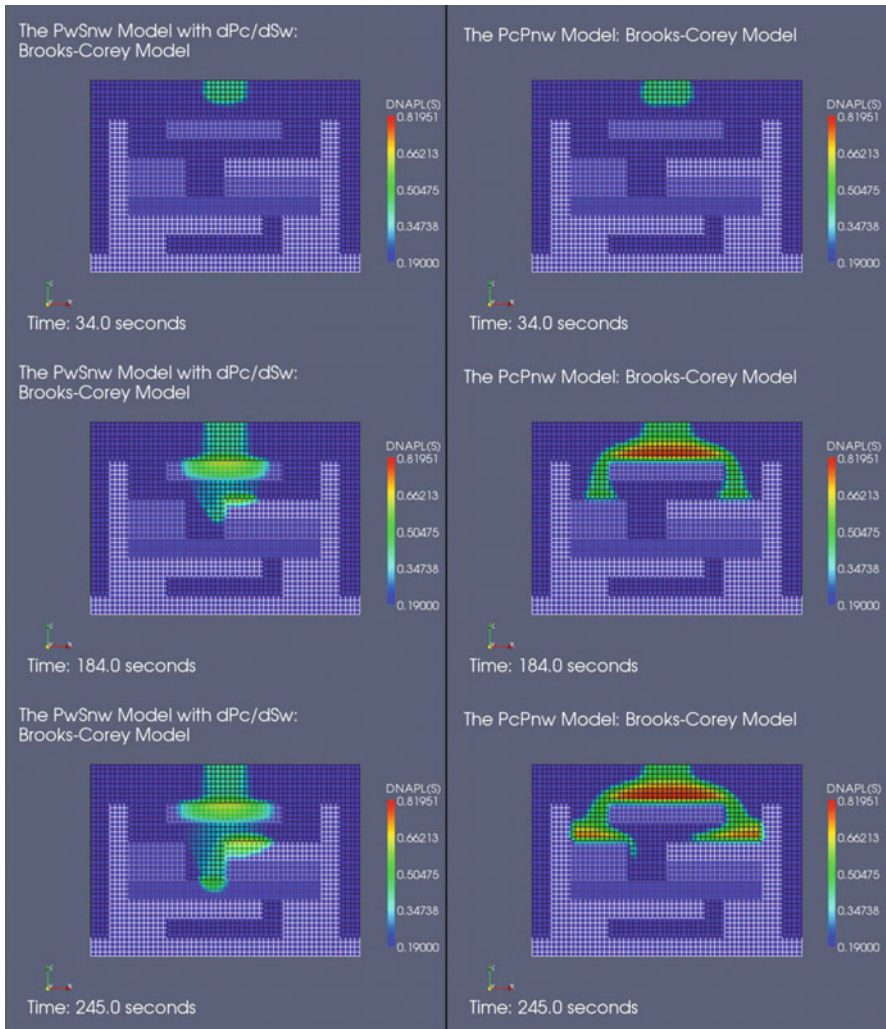 The PwSnw Model with dPc/dSw:
Brooks-Corey Model
DNAPL(S)
0.81951
0.66213
0.50475
0.34738
0.19000
Time: 34.0 seconds
The PcPnw Model: Brooks-Corey Model
DNAPL(S)
0.81951
0.66213
0.50475
0.34738
0.19000
Time: 34.0 seconds
The PwSnw Model with dPc/dSw:
Brooks-Corey Model
DNAPL(S)
0.81951
0.66213
0.50475
0.34738
0.19000
Time: 184.0 seconds
The PcPnw Model: Brooks-Corey Model
DNAPL(S)
0.81951
0.66213
0.50475
0.34738
0.19000
Time: 184.0 seconds
The PwSnw Model with dPc/dSw:
Brooks-Corey Model
DNAPL(S)
0.81951
0.66213
0.50475
0.34738
0.19000
Time: 245.0 seconds
The PcPnw Model: Brooks-Corey Model
DNAPL(S)
0.81951
0.66213
0.50475
0.34738
0.19000
Time: 245.0 seconds